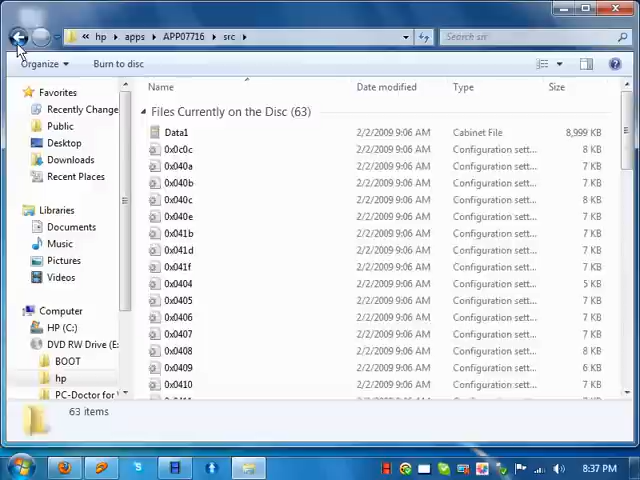 hp apps APP07716 src Search src
Organize Burn to disc
Name Date modified Type Size
Favorites
Recently Change
Public
Desktop
Downloads
Recent Places
Libraries
Documents
Music
Pictures
Videos
Computer
HP (C:)
DVD RW Drive (E:
BOOT
hp
PC-Doctor for
Files Currently on the Disc (63)
Data1 2/2/2009 9:06 AM Cabinet File 8,999 KB
0x0c0c 2/2/2009 9:06 AM Configuration sett... 8 KB
0x040a 2/2/2009 9:06 AM Configuration sett... 7 KB
0x040b 2/2/2009 9:06 AM Configuration sett... 7 KB
0x040c 2/2/2009 9:06 AM Configuration sett... 8 KB
0x040e 2/2/2009 9:06 AM Configuration sett... 7 KB
0x041b 2/2/2009 9:06 AM Configuration sett... 7 KB
0x041d 2/2/2009 9:06 AM Configuration sett... 7 KB
0x041f 2/2/2009 9:06 AM Configuration sett... 7 KB
0x0404 2/2/2009 9:06 AM Configuration sett... 5 KB
0x0405 2/2/2009 9:06 AM Configuration sett... 7 KB
0x0406 2/2/2009 9:06 AM Configuration sett... 7 KB
0x0407 2/2/2009 9:06 AM Configuration sett... 7 KB
0x0408 2/2/2009 9:06 AM Configuration sett... 8 KB
0x0409 2/2/2009 9:06 AM Configuration sett... 6 KB
0x0410 2/2/2009 9:06 AM Configuration sett... 7 KB
63 items
8:37 PM